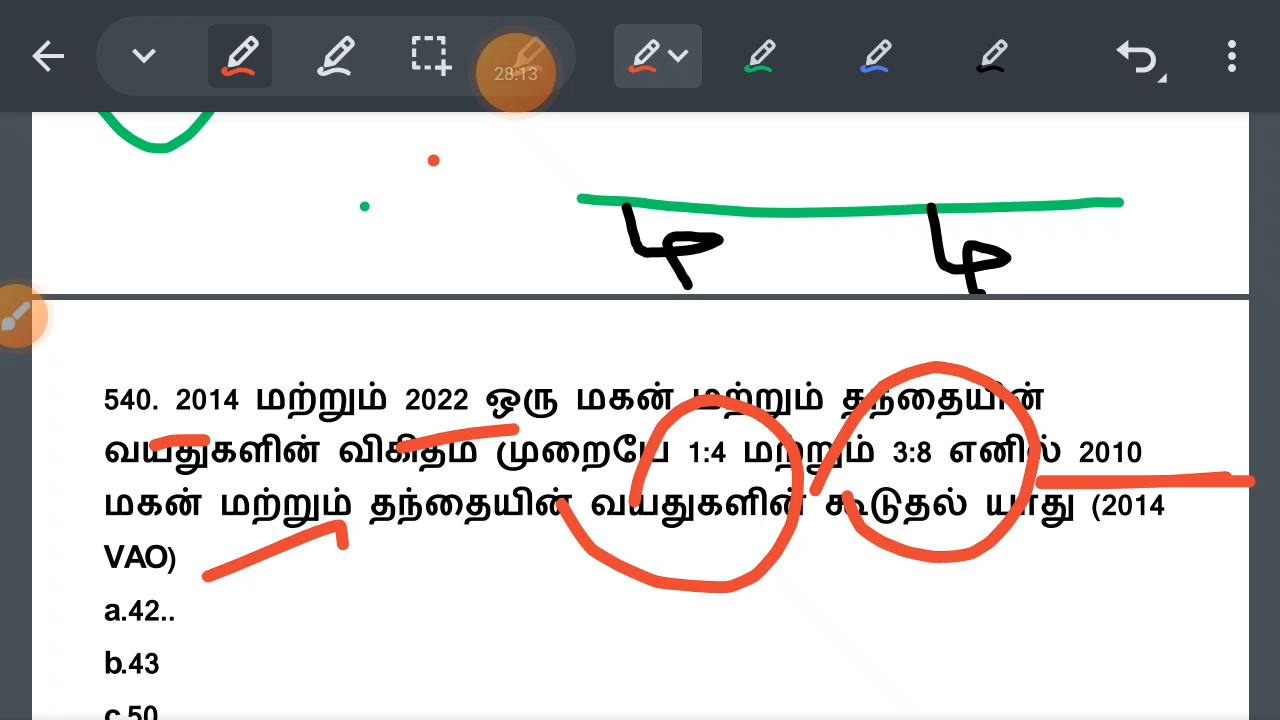 28:13
540. 2014 மற்றும் 2022 ஒரு மகன் மற்றும் தந்தையின்
வயதுகளின் விகிதம் முறையே 1:4 மற்றும் 3:8 எனில் 2010
மகன் மற்றும் தந்தையின் வயதுகளின் கூடுதல் யாது (2014
VAO)
a.42..
b.43
c.50